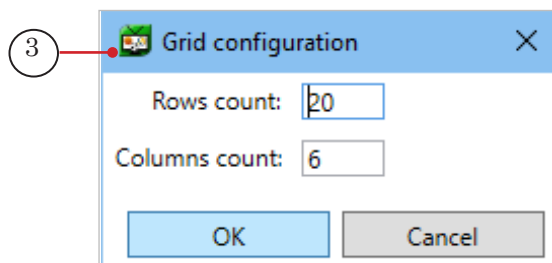 3
Grid configuration
Rows count: 20
Columns count: 6
OK Cancel